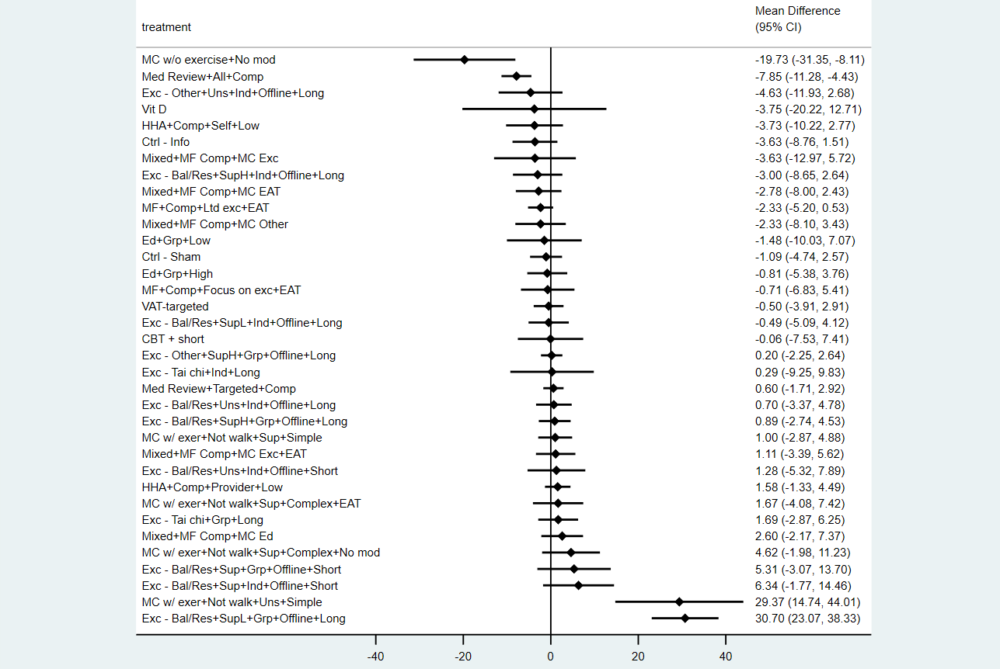 Mean Difference
treatment (95% CI)
MC w/o exercise+No mod -19.73 (-31.35, -8.11)
Med Review+All+Comp -7.85 (-11.28, -4.43)
Exc - Other+Uns+Ind+Offline+Long -4.63 (-11.93, 2.68)
Vit D -3.75 (-20.22, 12.71)
HHA+Comp+Self+Low -3.73 (-10.22, 2.77)
Ctrl - Info -3.63 (-8.76, 1.51)
Mixed+MF Comp+MC Exc -3.63 (-12.97, 5.72)
Exc - Bal/Res+SupH+Ind+Offline+Long -3.00 (-8.65, 2.64)
Mixed+MF Comp+MC EAT -2.78 (-8.00, 2.43)
MF+Comp+Ltd exc+EAT -2.33 (-5.20, 0.53)
Mixed+MF Comp+MC Other -2.33 (-8.10, 3.43)
Ed+Grp+Low -1.48 (-10.03, 7.07)
Ctrl - Sham -1.09 (-4.74, 2.57)
Ed+Grp+High -0.81 (-5.38, 3.76)
MF+Comp+Focus on exc+EAT -0.71 (-6.83, 5.41)
VAT-targeted -0.50 (-3.91, 2.91)
Exc - Bal/Res+SupL+Ind+Offline+Long -0.49 (-5.09, 4.12)
CBT + short -0.06 (-7.53, 7.41)
Exc - Other+SupH+Grp+Offline+Long 0.20 (-2.25, 2.64)
Exc - Tai chi+Ind+Long 0.29 (-9.25, 9.83)
Med Review+Targeted+Comp 0.60 (-1.71, 2.92)
Exc - Bal/Res+Uns+Ind+Offline+Long 0.70 (-3.37, 4.78)
Exc - Bal/Res+SupH+Grp+Offline+Long 0.89 (-2.74, 4.53)
MC w/ exer+Not walk+Sup+Simple 1.00 (-2.87, 4.88)
Mixed+MF Comp+MC Exc+EAT 1.11 (-3.39, 5.62)
Exc - Bal/Res+Uns+Ind+Offline+Short 1.28 (-5.32, 7.89)
HHA+Comp+Provider+Low 1.58 (-1.33, 4.49)
MC w/ exer+Not walk+Sup+Complex+EAT 1.67 (-4.08, 7.42)
Exc - Tai chi+Grp+Long 1.69 (-2.87, 6.25)
Mixed+MF Comp+MC Ed 2.60 (-2.17, 7.37)
MC w/ exer+Not walk+Sup+Complex+No mod 4.62 (-1.98, 11.23)
Exc - Bal/Res+Sup+Grp+Offline+Short 5.31 (-3.07, 13.70)
Exc - Bal/Res+Sup+Ind+Offline+Short 6.34 (-1.77, 14.46)
MC w/ exer+Not walk+Uns+Simple 29.37 (14.74, 44.01)
Exc - Bal/Res+SupL+Grp+Offline+Long 30.70 (23.07, 38.33)
-40 -20 0 20 40